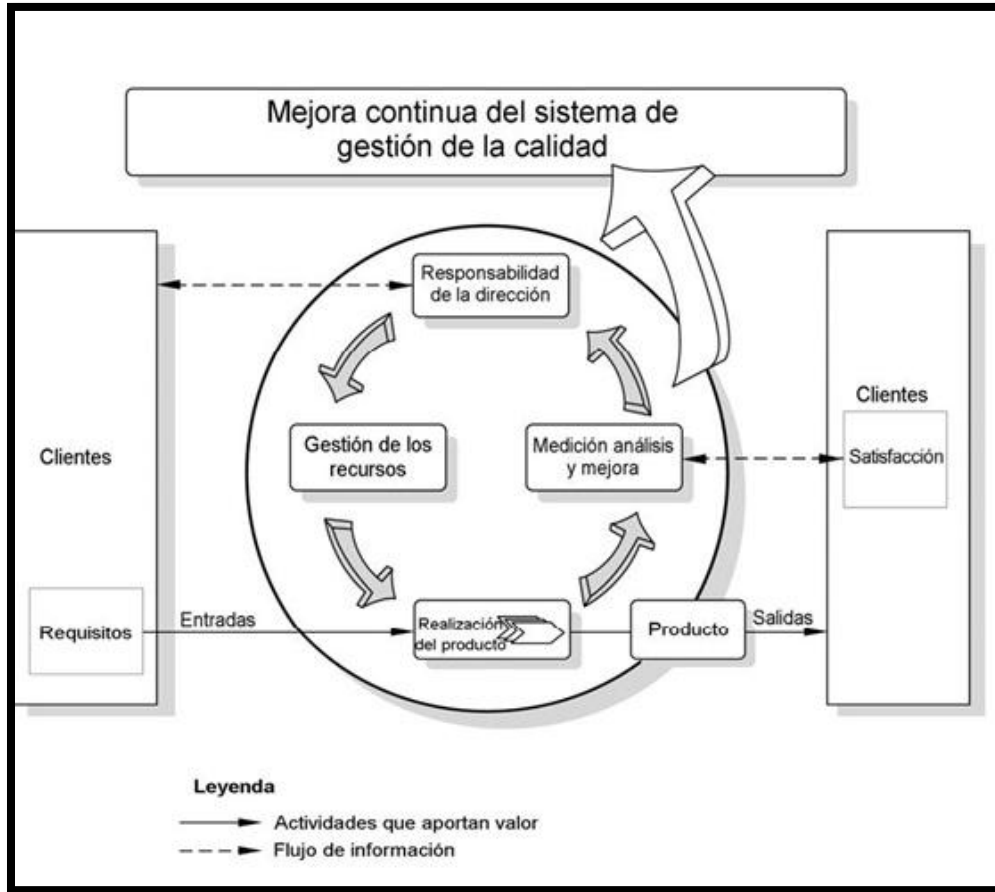 Mejora continua del sistema de
gestión de la calidad
Responsabilidad
de la dirección
Clientes
Gestión de los
recursos
Medición análisis
y mejora
Clientes
Satisfacción
Requisitos
Entradas
Realización
del producto
Producto
Salidas
Leyenda
Actividades que aportan valor
Flujo de información